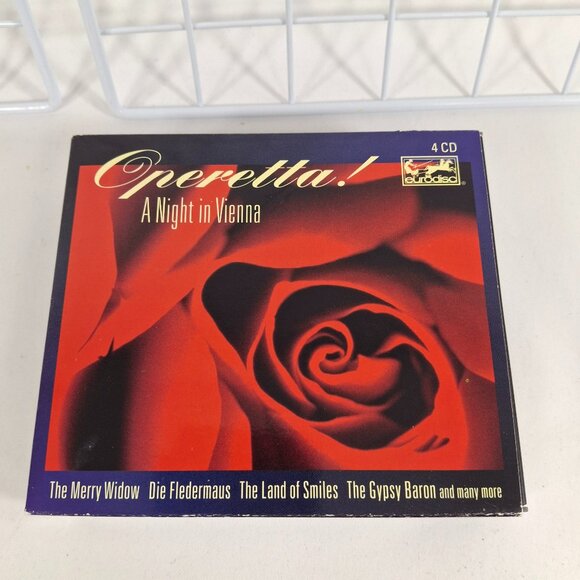 4 CD
Operetta!
eurodisc
A Night in Vienna
The Merry Widow Die Fledermaus The Land of Smiles The Gypsy Baron and many more